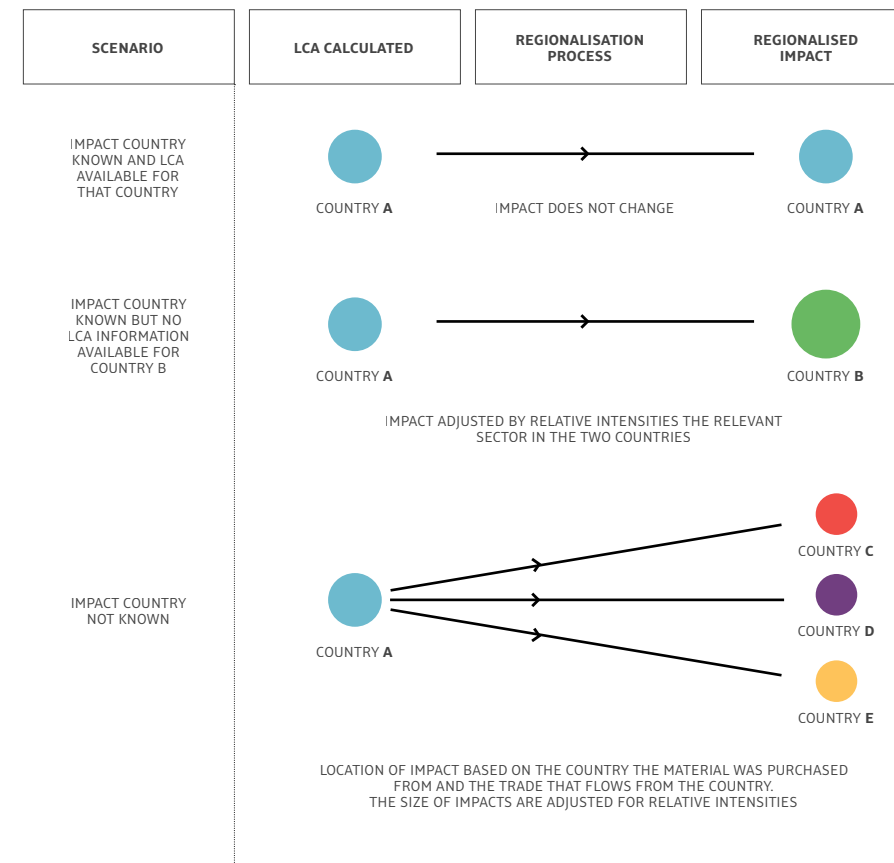 SCENARIO
LCA CALCULATED
REGIONALISATION
PROCESS
REGIONALISED
IMPACT
IMPACT COUNTRY
KNOWN AND LCA
AVAILABLE FOR
THAT COUNTRY
COUNTRY A
IMPACT DOES NOT CHANGE
COUNTRY A
IMPACT COUNTRY
KNOWN BUT NO
LCA INFORMATION
AVAILABLE FOR
COUNTRY B
COUNTRY A
COUNTRY B
IMPACT ADJUSTED BY RELATIVE INTENSITIES THE RELEVANT
SECTOR IN THE TWO COUNTRIES
IMPACT COUNTRY
NOT KNOWN
COUNTRY A
COUNTRY C
COUNTRY D
COUNTRY E
LOCATION OF IMPACT BASED ON THE COUNTRY THE MATERIAL WAS PURCHASED
FROM AND THE TRADE THAT FLOWS FROM THE COUNTRY.
THE SIZE OF IMPACTS ARE ADJUSTED FOR RELATIVE INTENSITIES